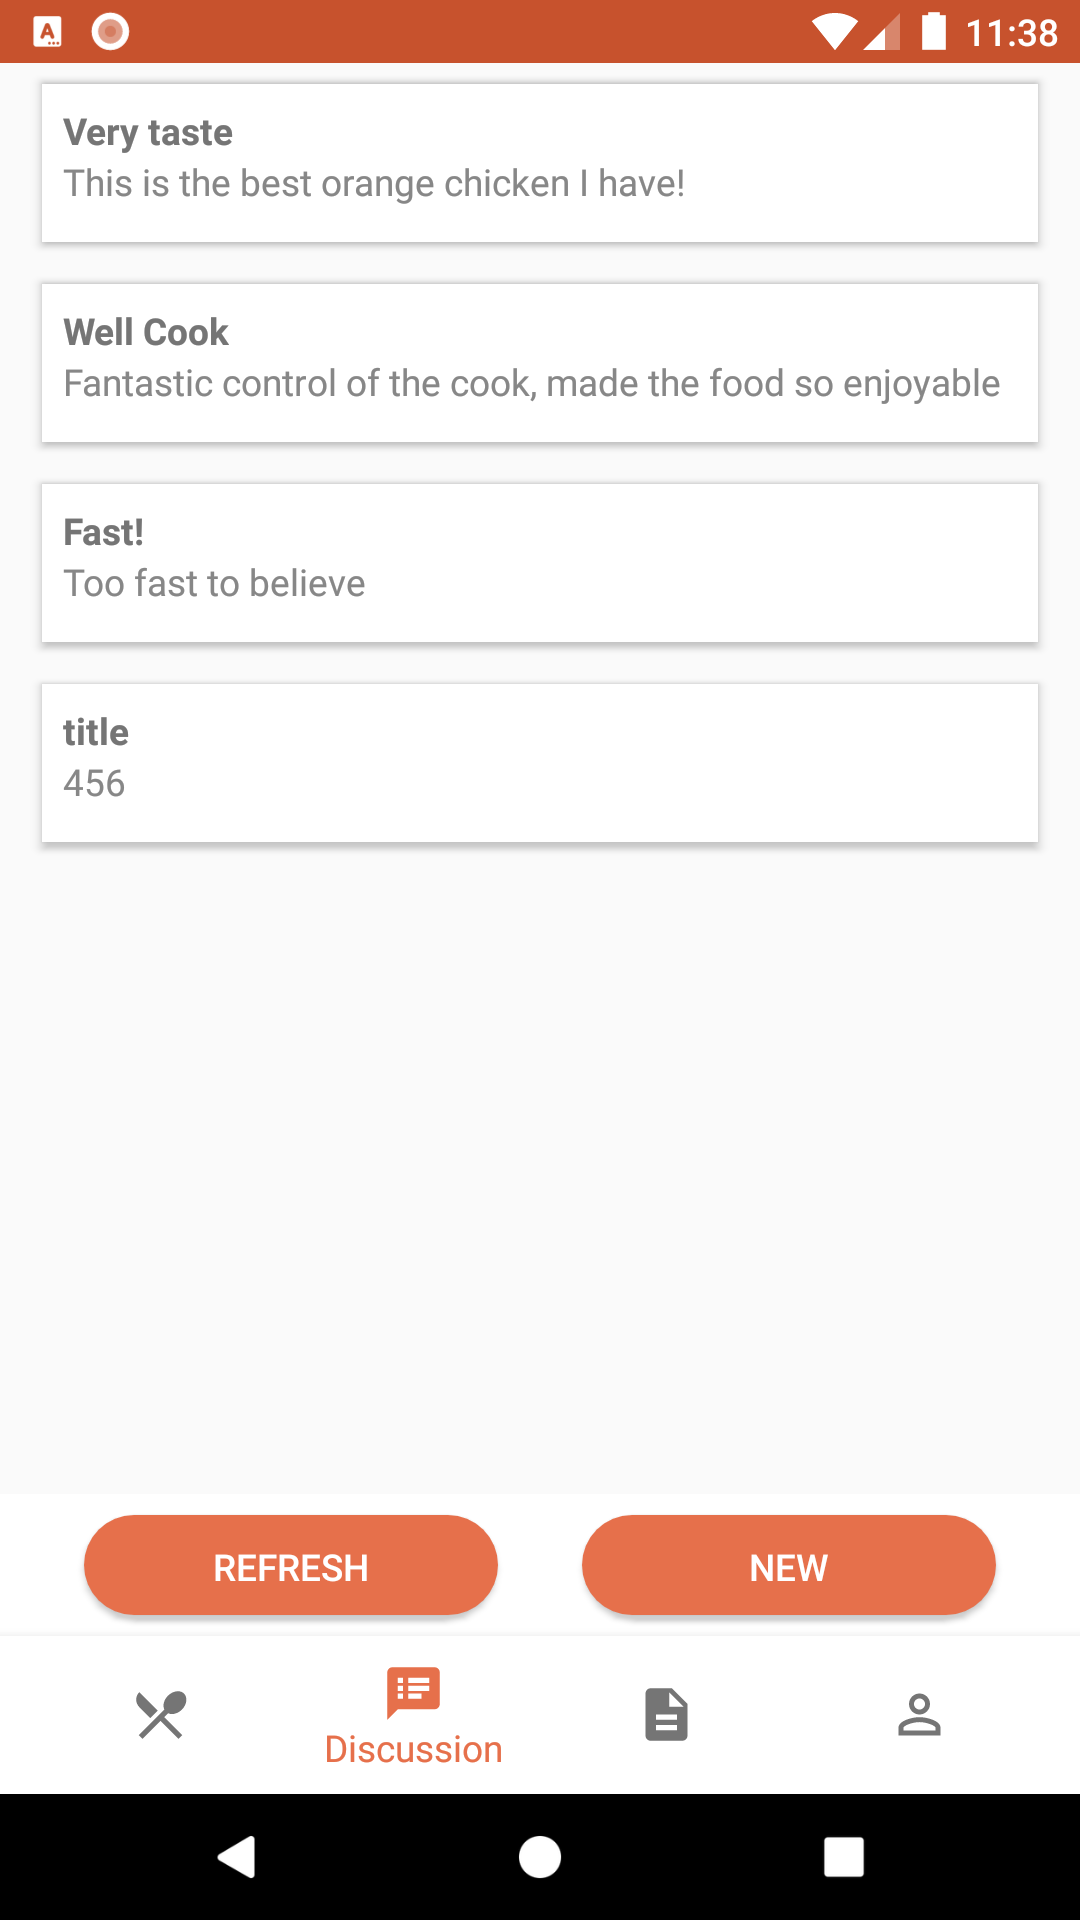 11:38
Very taste
This is the best orange chicken I have!
Well Cook
Fantastic control of the cook, made the food so enjoyable
Fast!
Too fast to believe
title
456
REFRESH NEW
Discussion